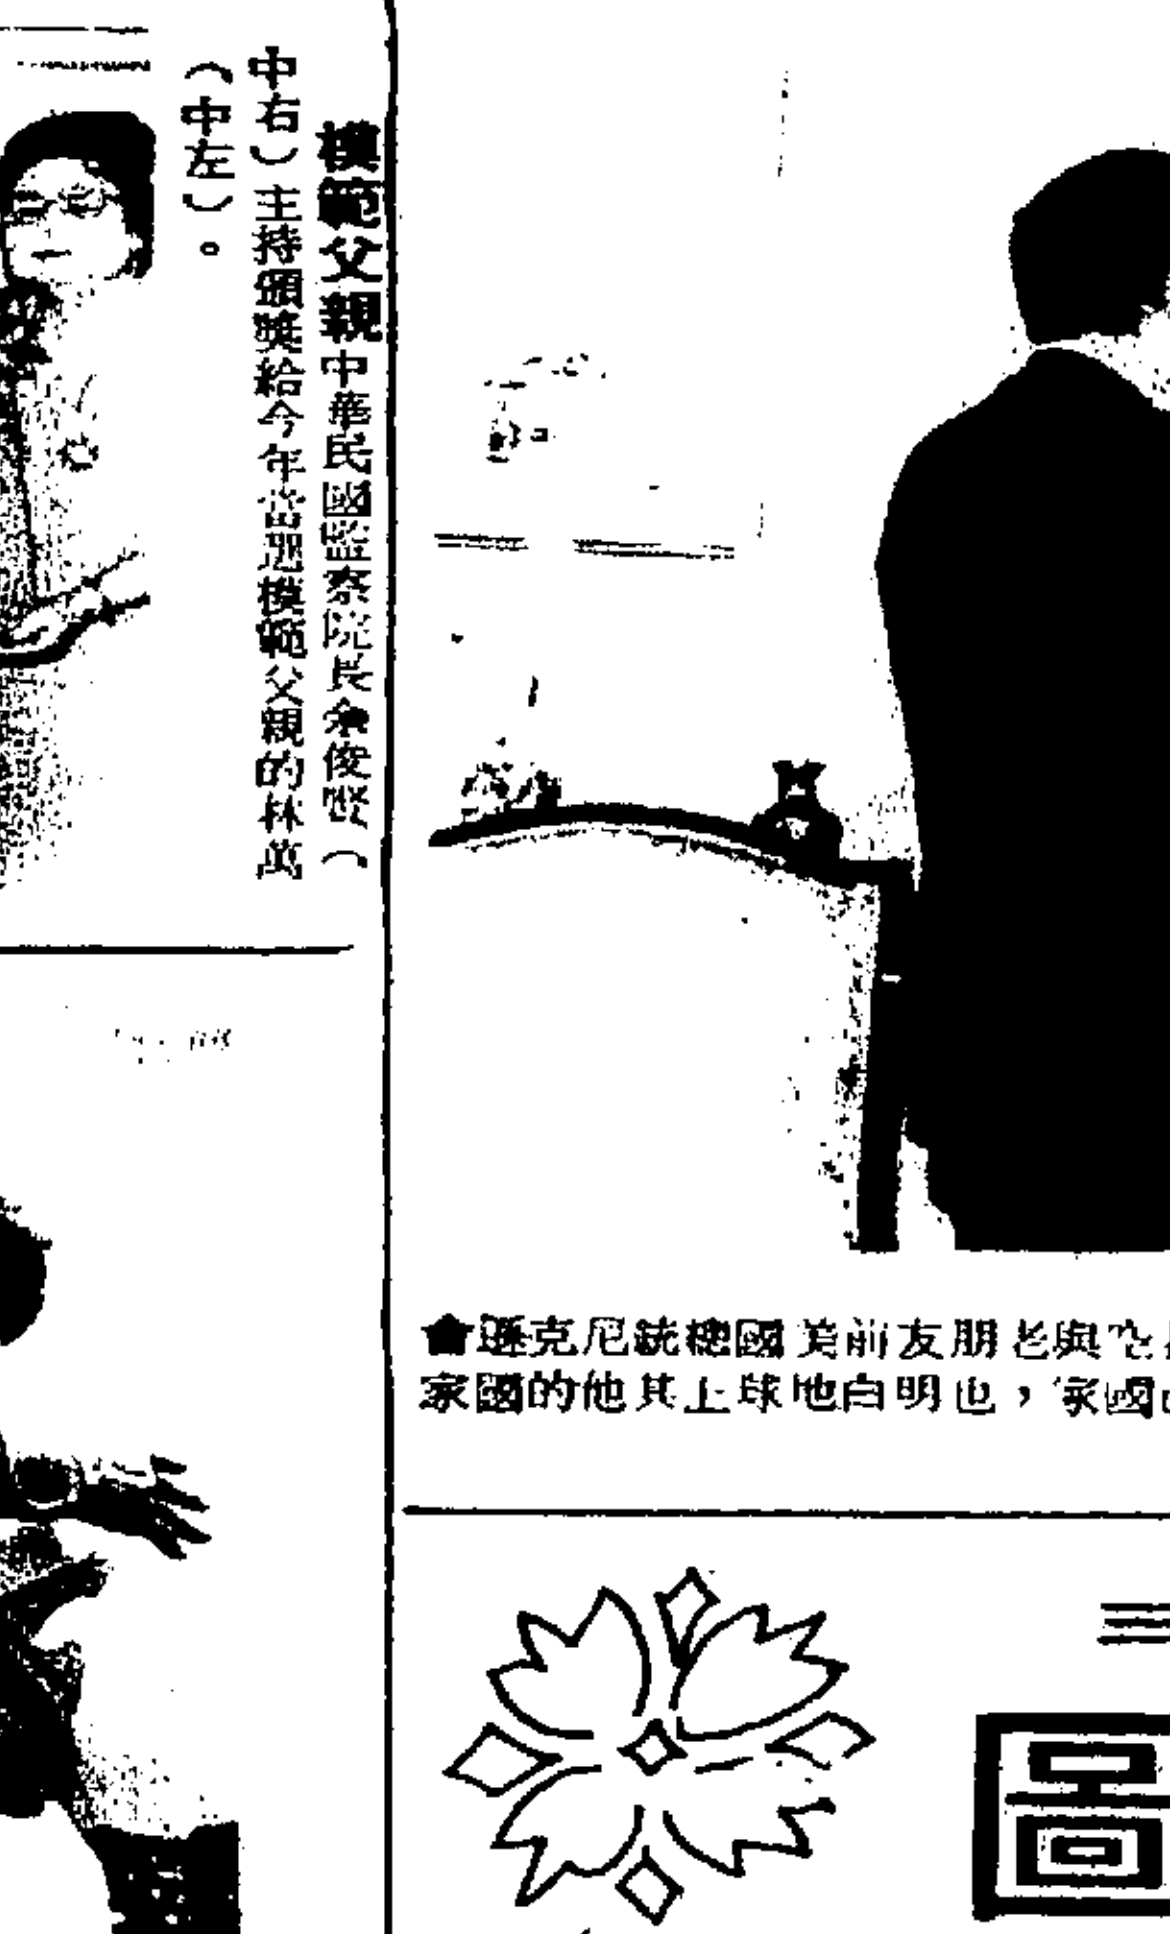 模範父親中華民國監察院長余俊賢（
中右）主持頒獎給今年當選模範父親的林萬
（中左）。
與老朋友前美國總統尼克遜會
國家，也明白地球上其他的國家
圖